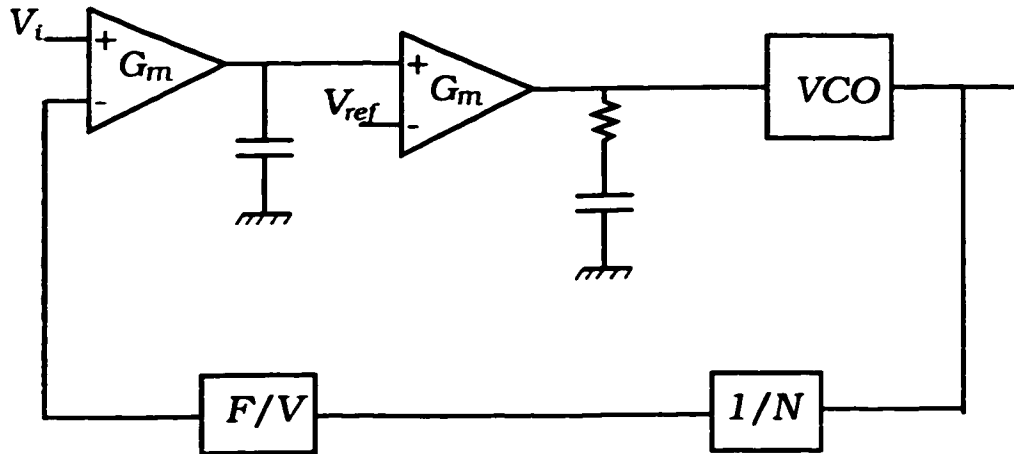 V_i
+
G_m
-
+
G_m
V_ref
-
VCO
F/V
1/N